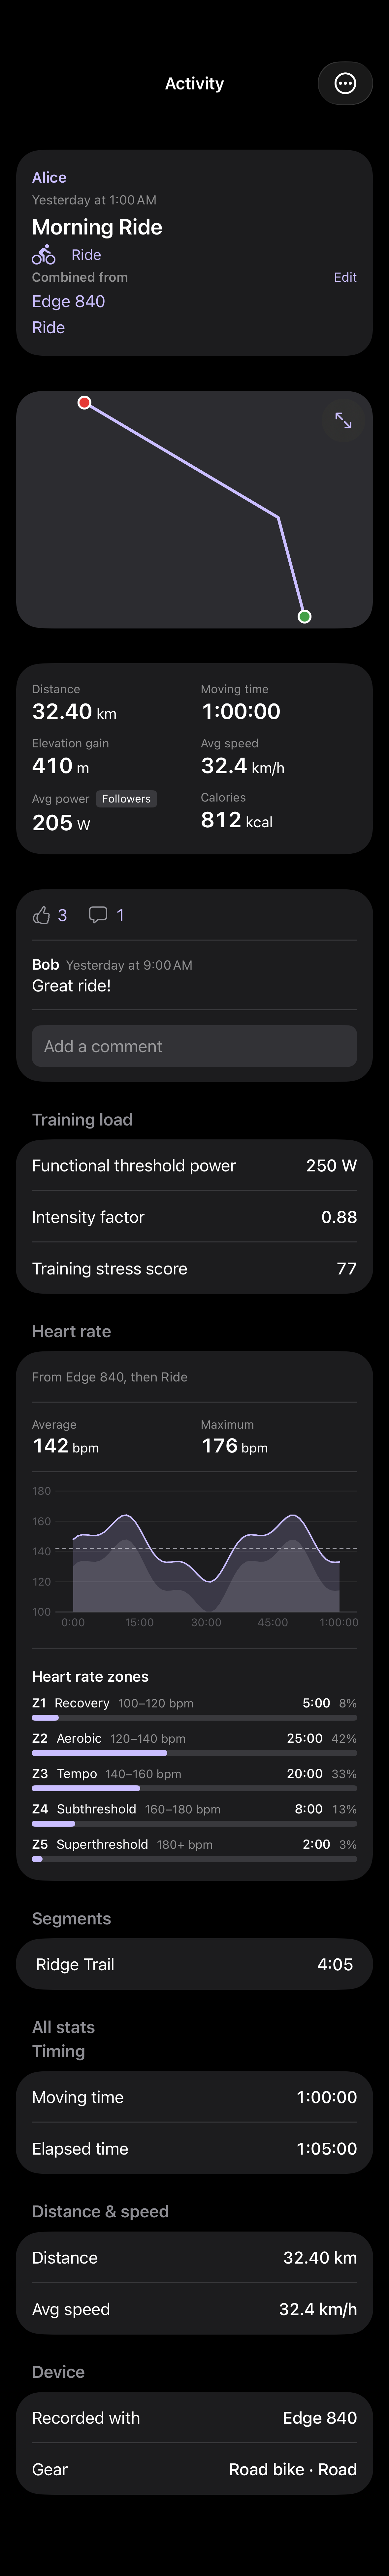 Activity
Alice
Yesterday at 1:00 AM
Morning Ride
Ride
Combined from Edit
Edge 840
Ride
Distance Moving time
32.40 km 1:00:00
Elevation gain Avg speed
410 m 32.4 km/h
Avg power Followers Calories
205 W 812 kcal
3 1
Bob Yesterday at 9:00 AM
Great ride!
Add a comment
Training load
Functional threshold power 250 W
Intensity factor 0.88
Training stress score 77
Heart rate
From Edge 840, then Ride
Average Maximum
142 bpm 176 bpm
180
160
140
120
100
0:00 15:00 30:00 45:00 1:00:00
Heart rate zones
Z1 Recovery 100–120 bpm 5:00 8%
Z2 Aerobic 120–140 bpm 25:00 42%
Z3 Tempo 140–160 bpm 20:00 33%
Z4 Subthreshold 160–180 bpm 8:00 13%
Z5 Superthreshold 180+ bpm 2:00 3%
Segments
Ridge Trail 4:05
All stats
Timing
Moving time 1:00:00
Elapsed time 1:05:00
Distance & speed
Distance 32.40 km
Avg speed 32.4 km/h
Device
Recorded with Edge 840
Gear Road bike · Road